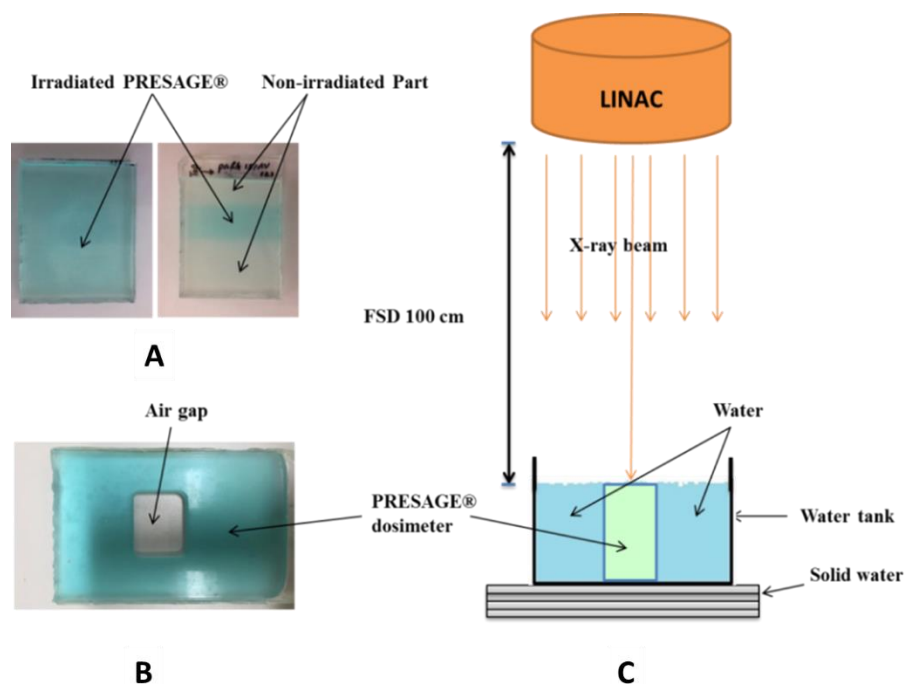 Irradiated PRESAGE®
Non-irradiated Part
A
Air gap
PRESAGE®
dosimeter
B
LINAC
X-ray beam
FSD 100 cm
Water
Water tank
Solid water
C